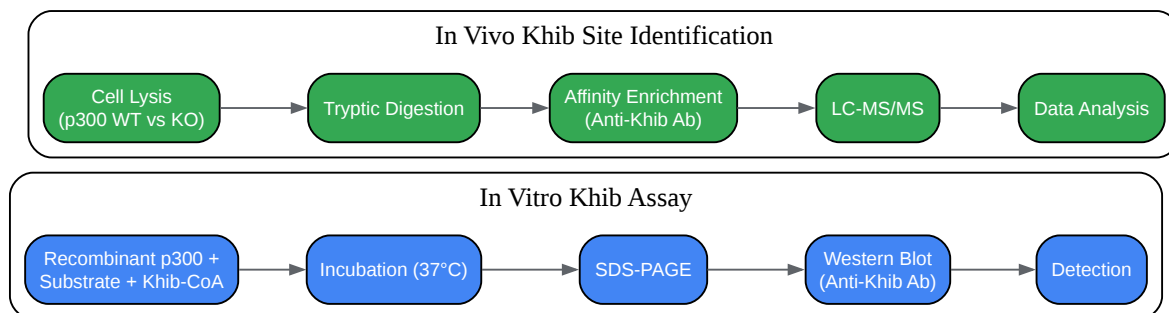 In Vivo Khib Site Identification
Cell Lysis
(p300 WT vs KO)
Tryptic Digestion
Affinity Enrichment
(Anti-Khib Ab)
LC-MS/MS
Data Analysis
In Vitro Khib Assay
Recombinant p300 +
Substrate + Khib-CoA
Incubation (37°C)
SDS-PAGE
Western Blot
(Anti-Khib Ab)
Detection